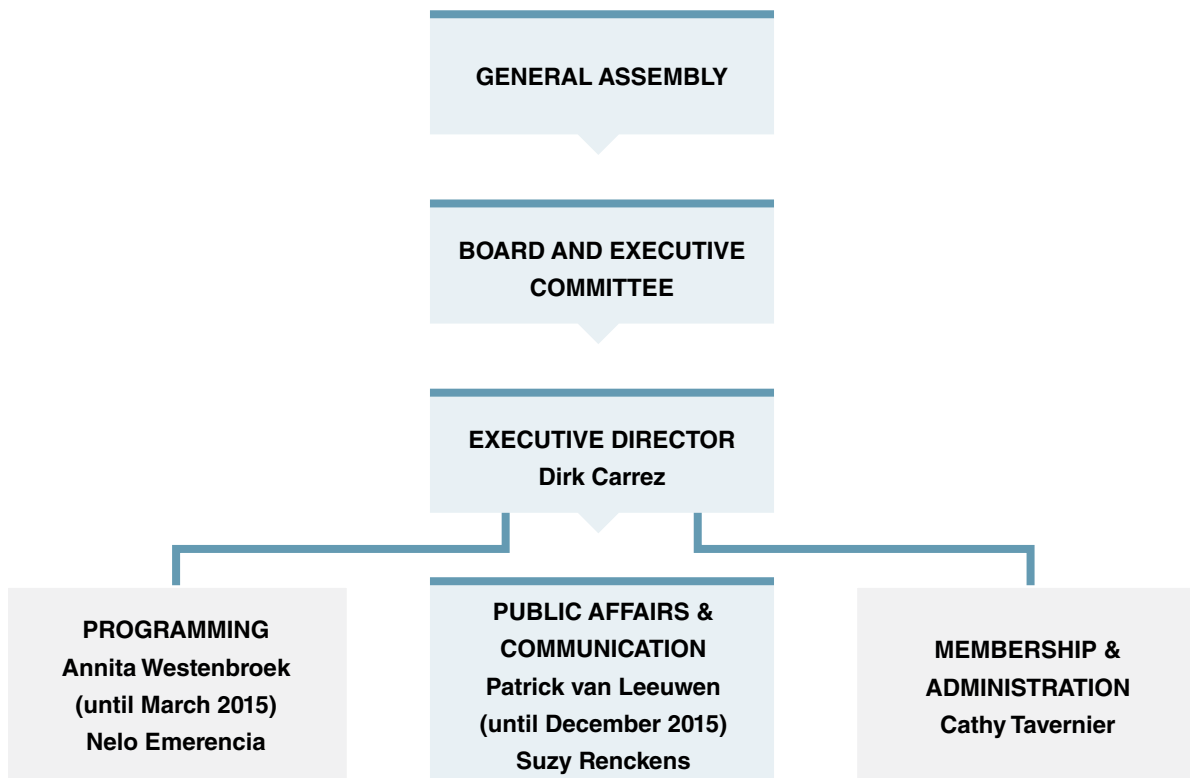 GENERAL ASSEMBLY
BOARD AND EXECUTIVE
COMMITTEE
EXECUTIVE DIRECTOR
Dirk Carrez
PROGRAMMING
Annita Westenbroek
(until March 2015)
Nelo Emerencia
PUBLIC AFFAIRS &
COMMUNICATION
Patrick van Leeuwen
(until December 2015)
Suzy Renckens
MEMBERSHIP &
ADMINISTRATION
Cathy Tavernier